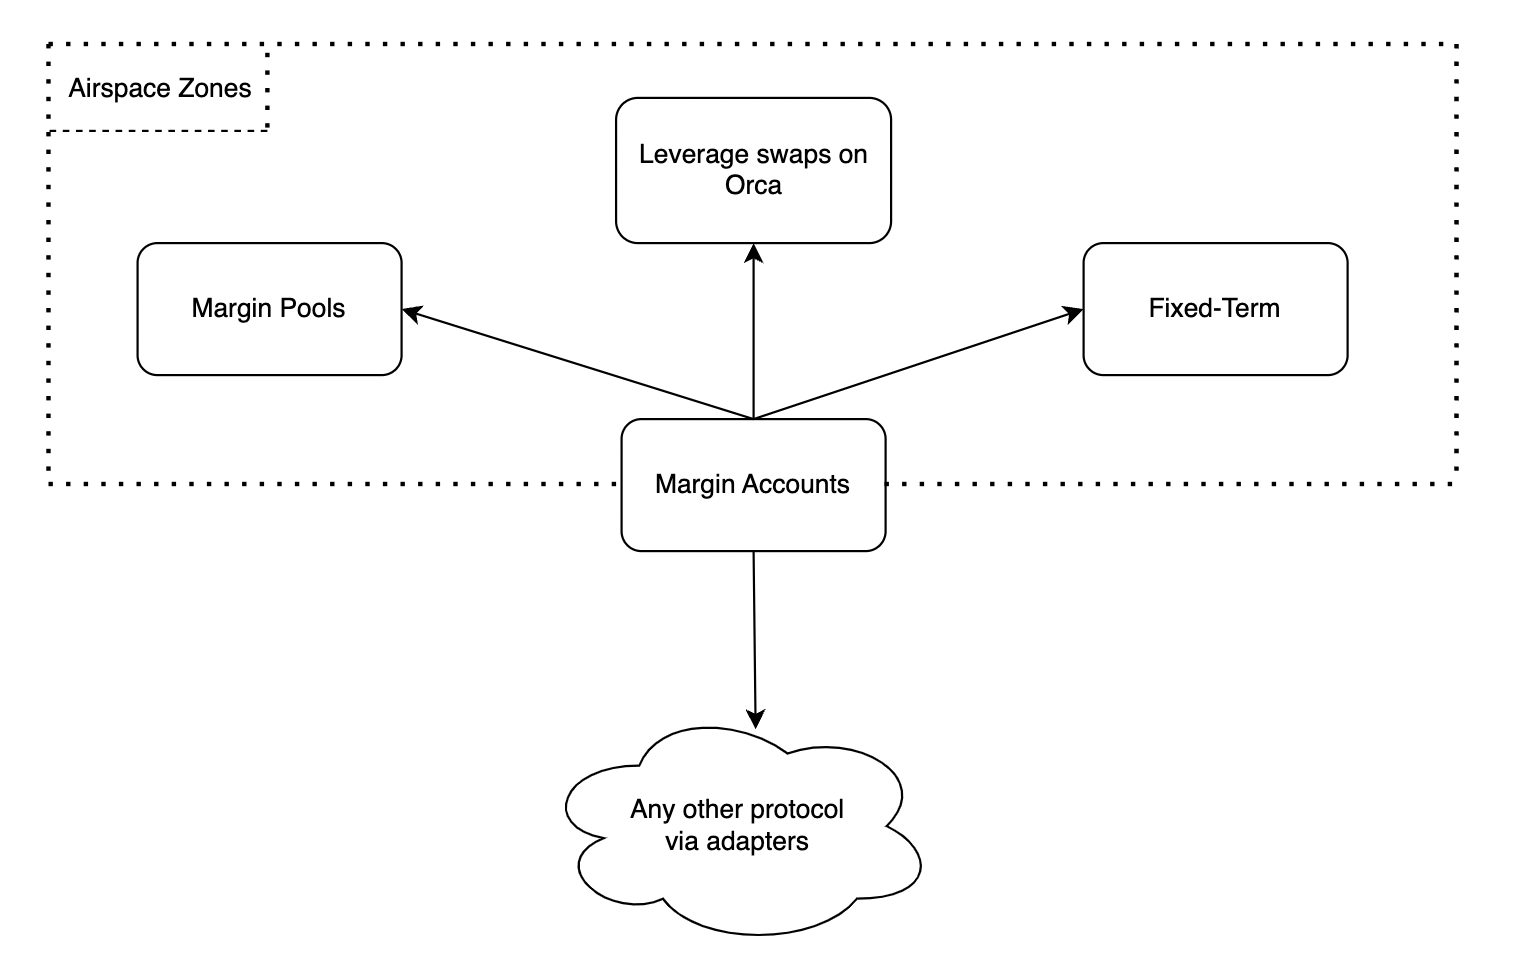 Airspace Zones
Leverage swaps on
Orca
Margin Pools
Fixed-Term
Margin Accounts
Any other protocol
via adapters